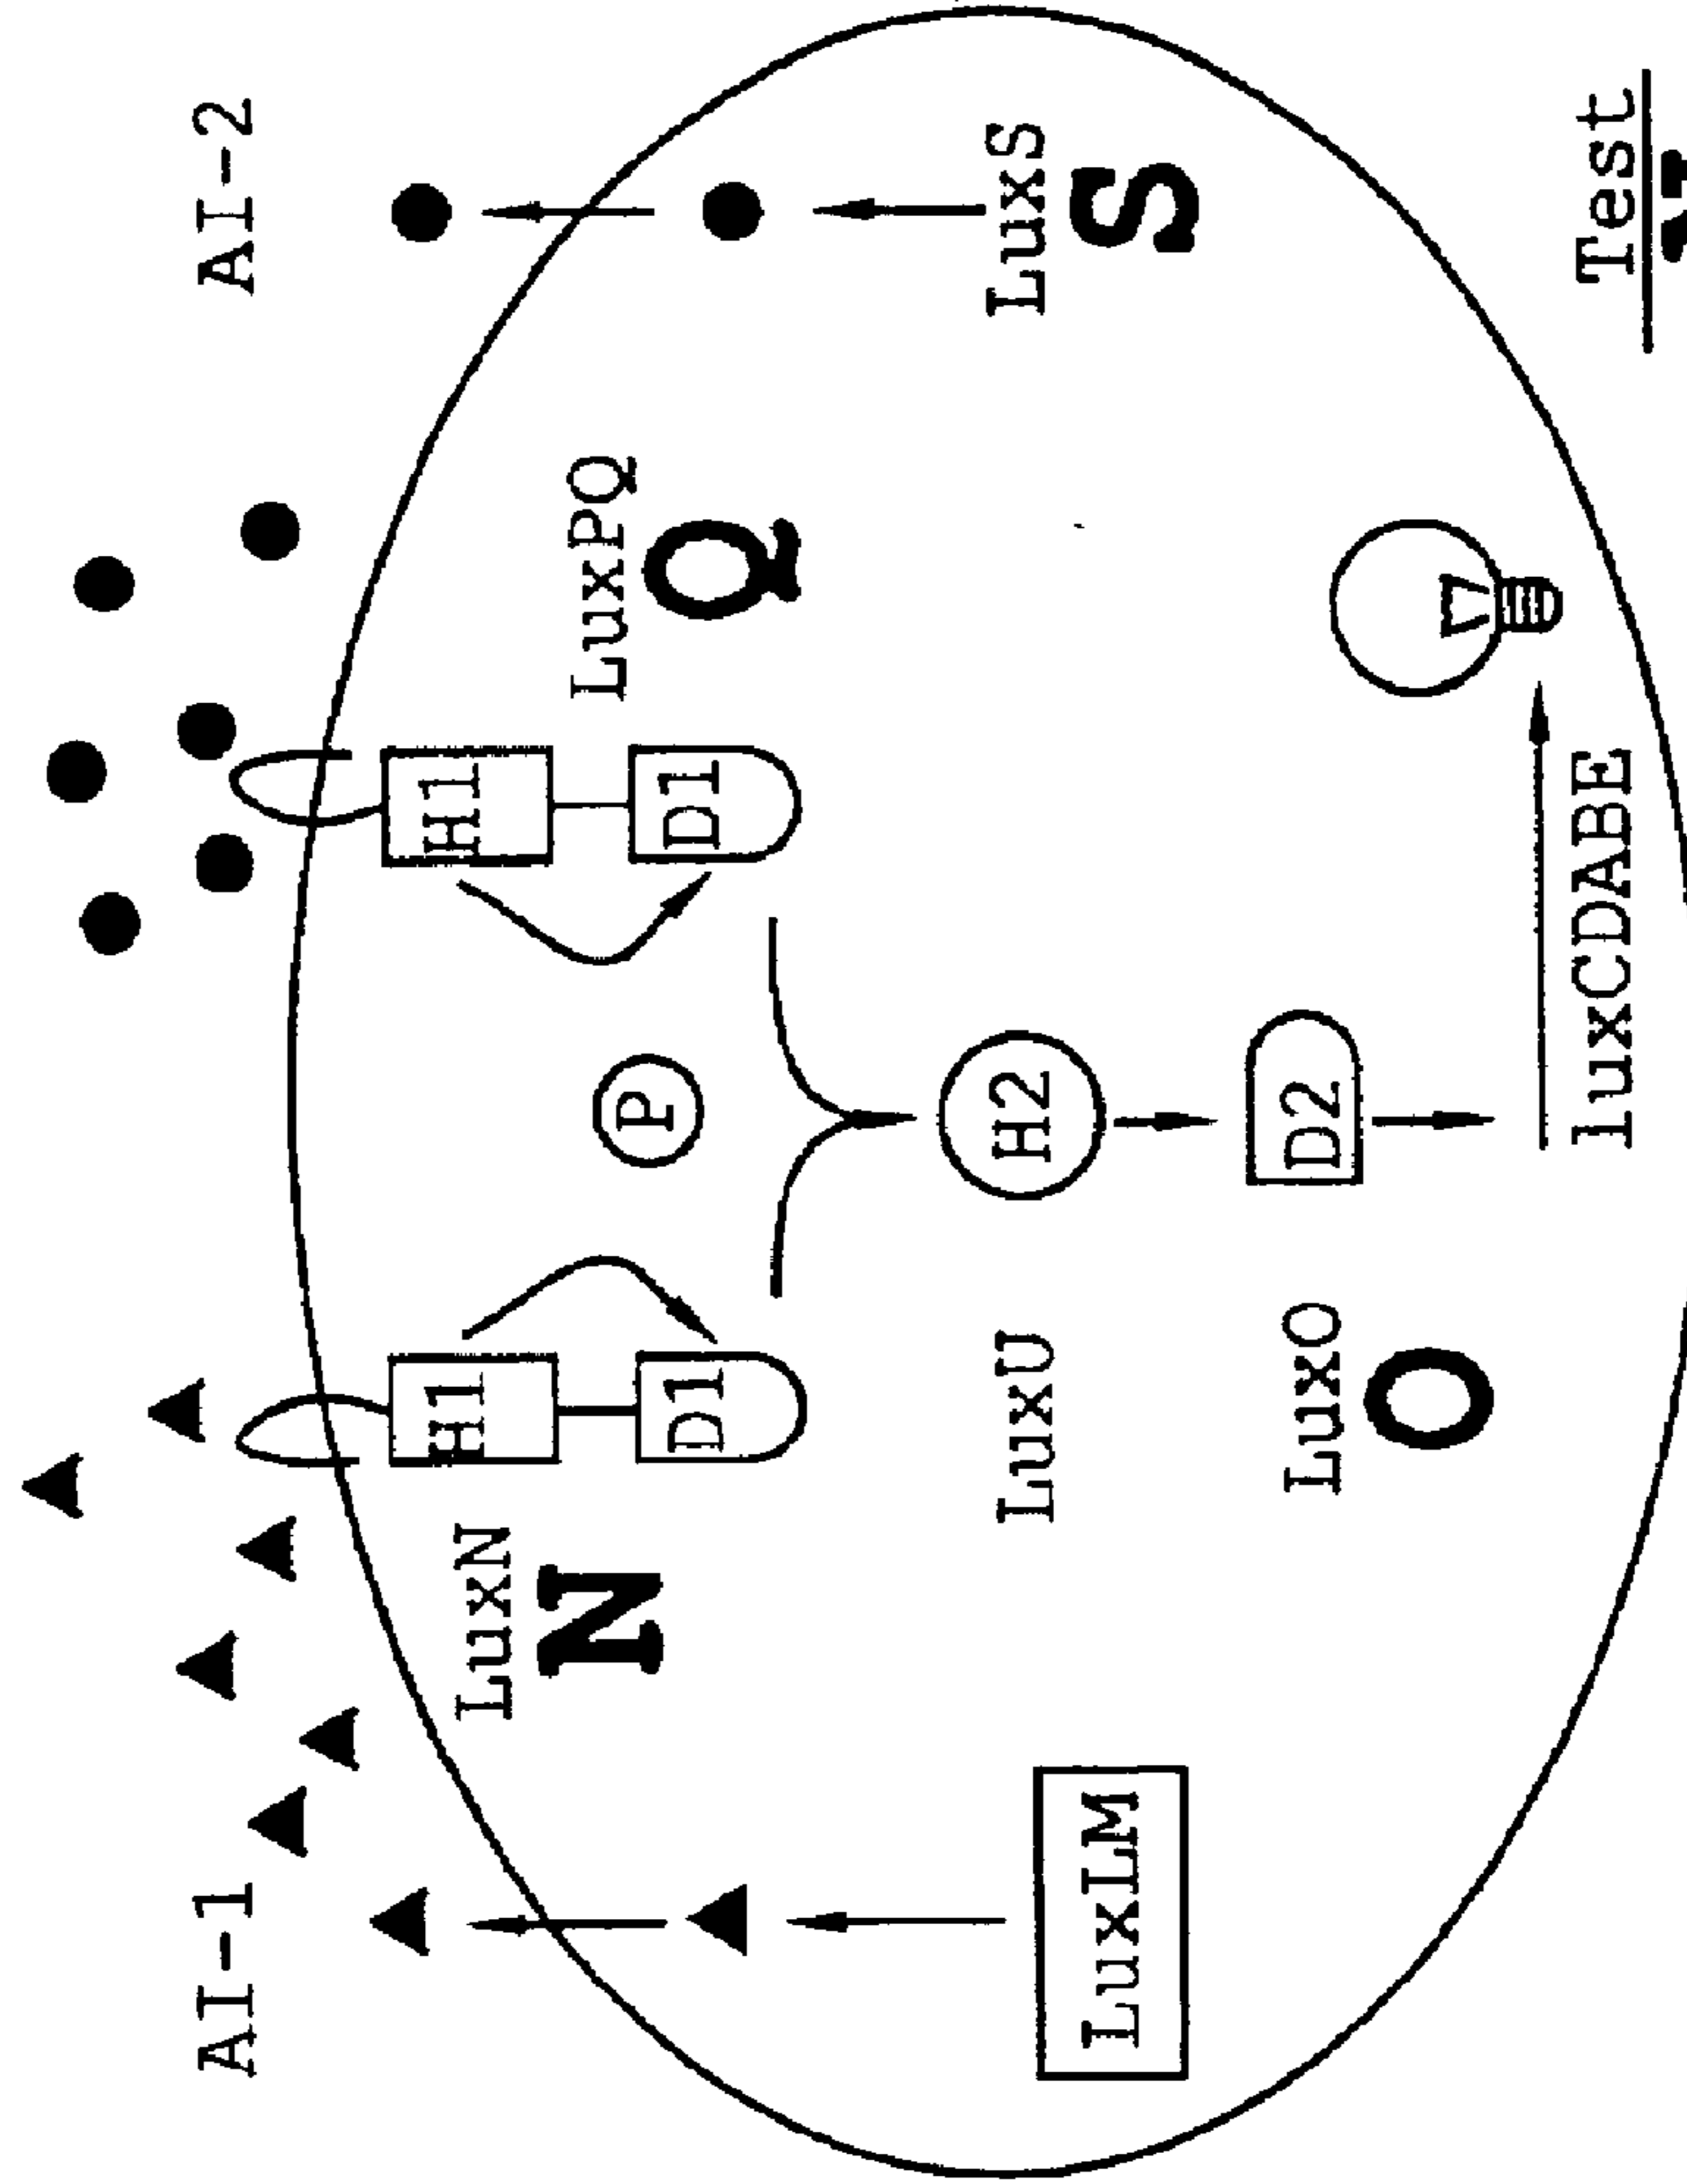 AI-1
AI-2
LuxN
N
H1
D1
P
H1
D1
LuxPQ
Q
LuxLM
LuxU
H2
LuxS
S
LuxO
O
D2
luxCDABE
Test